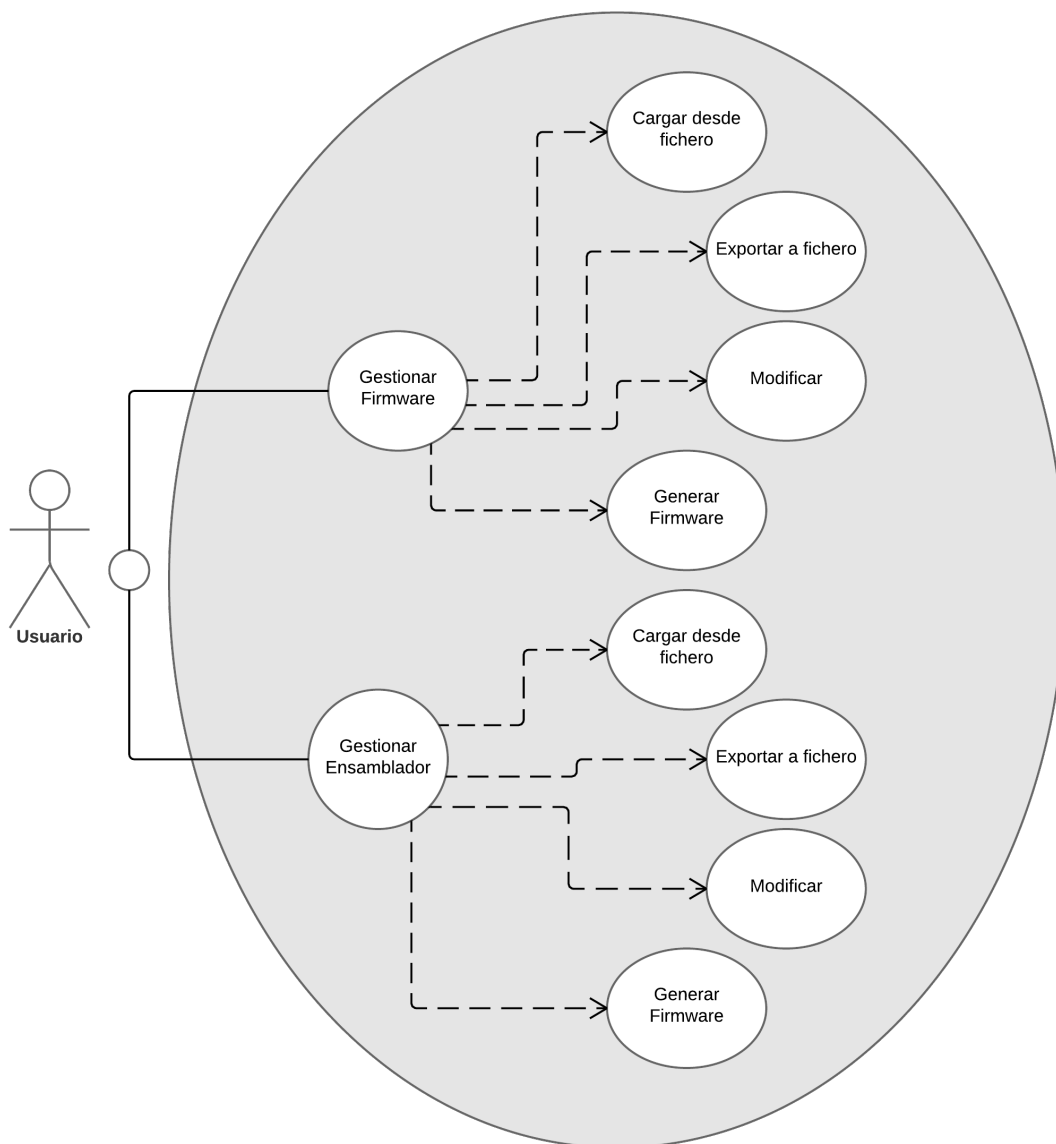 Cargar desde
fichero
Exportar a fichero
Gestionar
Firmware
Modificar
Generar
Firmware
Usuario
Cargar desde
fichero
Gestionar
Ensamblador
Exportar a fichero
Modificar
Generar
Firmware